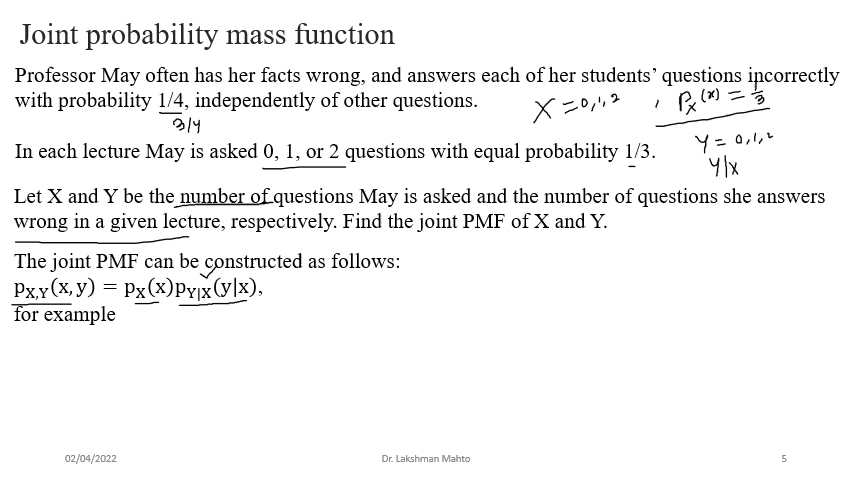 Joint probability mass function
Professor May often has her facts wrong, and answers each of her students’ questions incorrectly
with probability 1/4, independently of other questions.
X = 0, 1, 2 , Pₓ(x) = 1/3
3/4
Y = 0, 1, 2
In each lecture May is asked 0, 1, or 2 questions with equal probability 1/3.
Y|X
Let X and Y be the number of questions May is asked and the number of questions she answers
wrong in a given lecture, respectively. Find the joint PMF of X and Y.
The joint PMF can be constructed as follows:
p_{X,Y}(x, y) = p_X(x)p_{Y|X}(y|x),
for example
02/04/2022 Dr. Lakshman Mahto 5